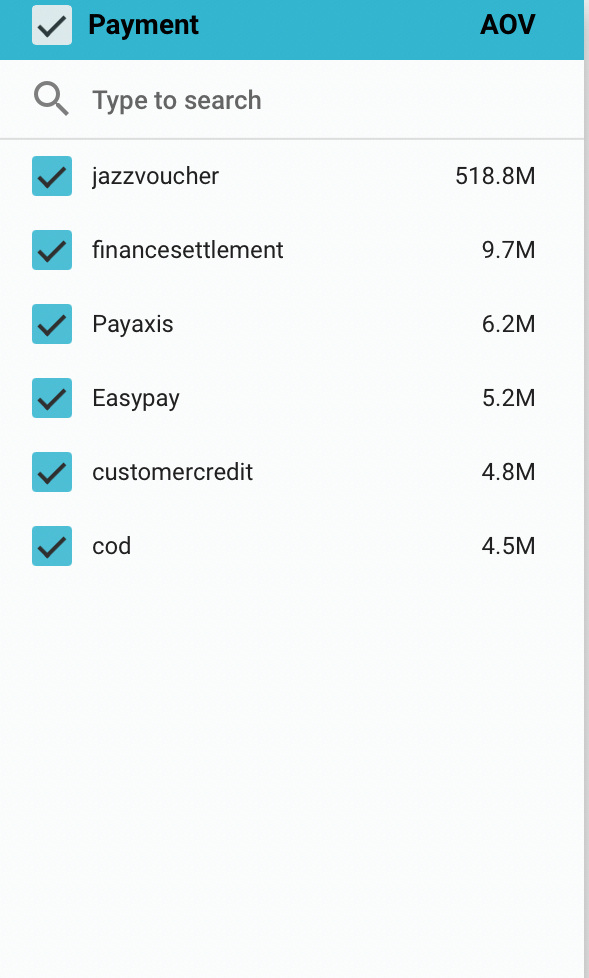 Payment AOV
Type to search
jazzvoucher 518.8M
financesettlement 9.7M
Payaxis 6.2M
Easypay 5.2M
customercredit 4.8M
cod 4.5M